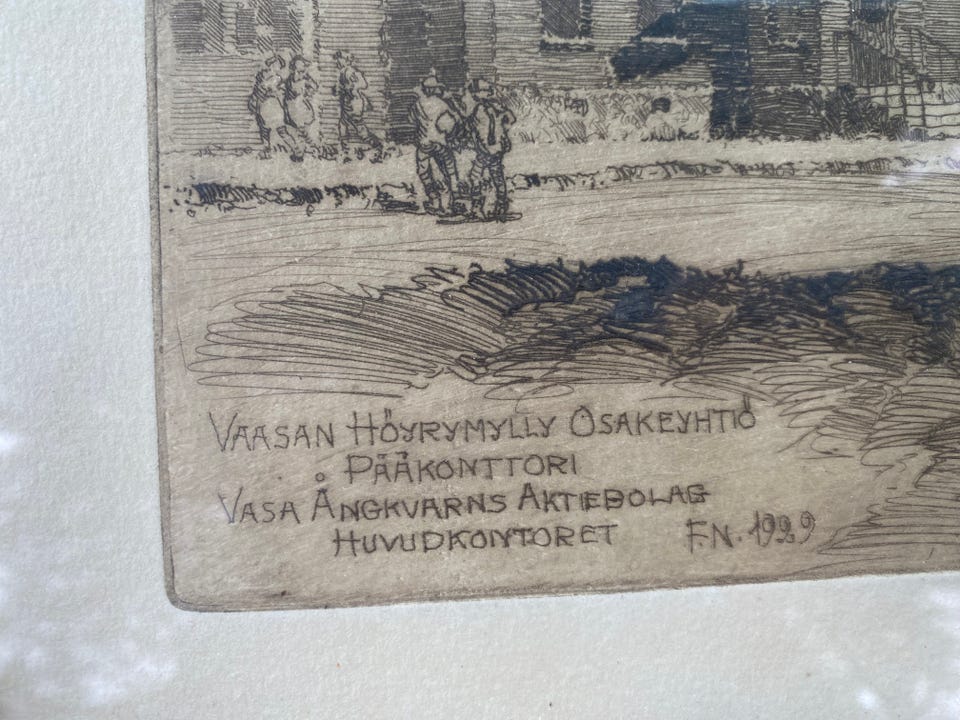 VAASAN HÖYRYMYLLY OSAKEYHTIÖ
PÄÄKONTTORI
VASA ÅNGKVARNS AKTIEBOLAG
HUVUDKONTORET F.N. 1929